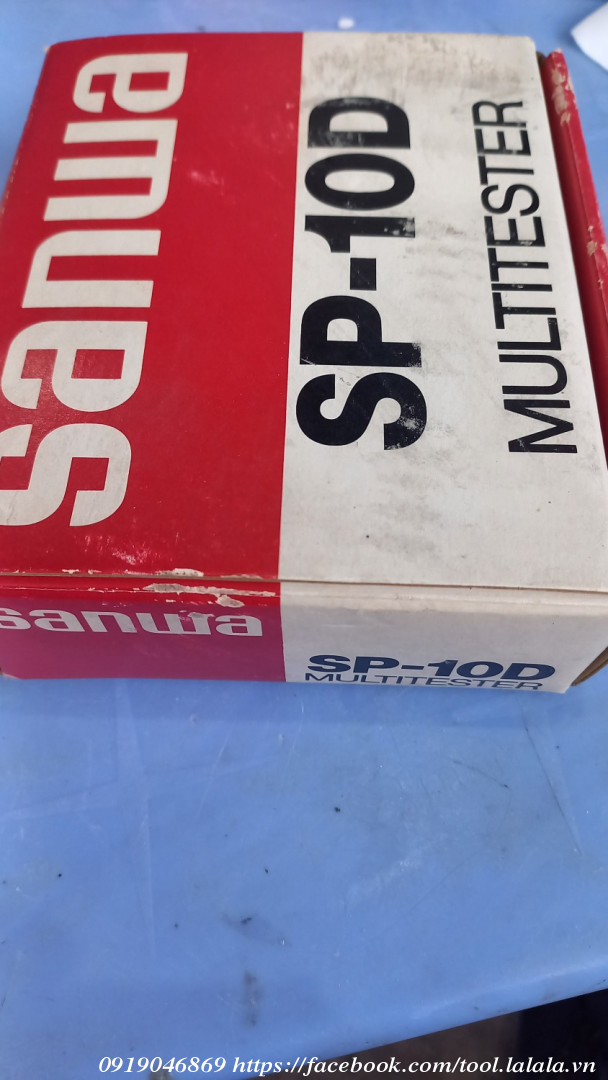 sanwa
SP-10D
MULTITESTER
sanwa
SP-10D
MULTITESTER
0919046869 https://facebook.com/tool.lalala.vn